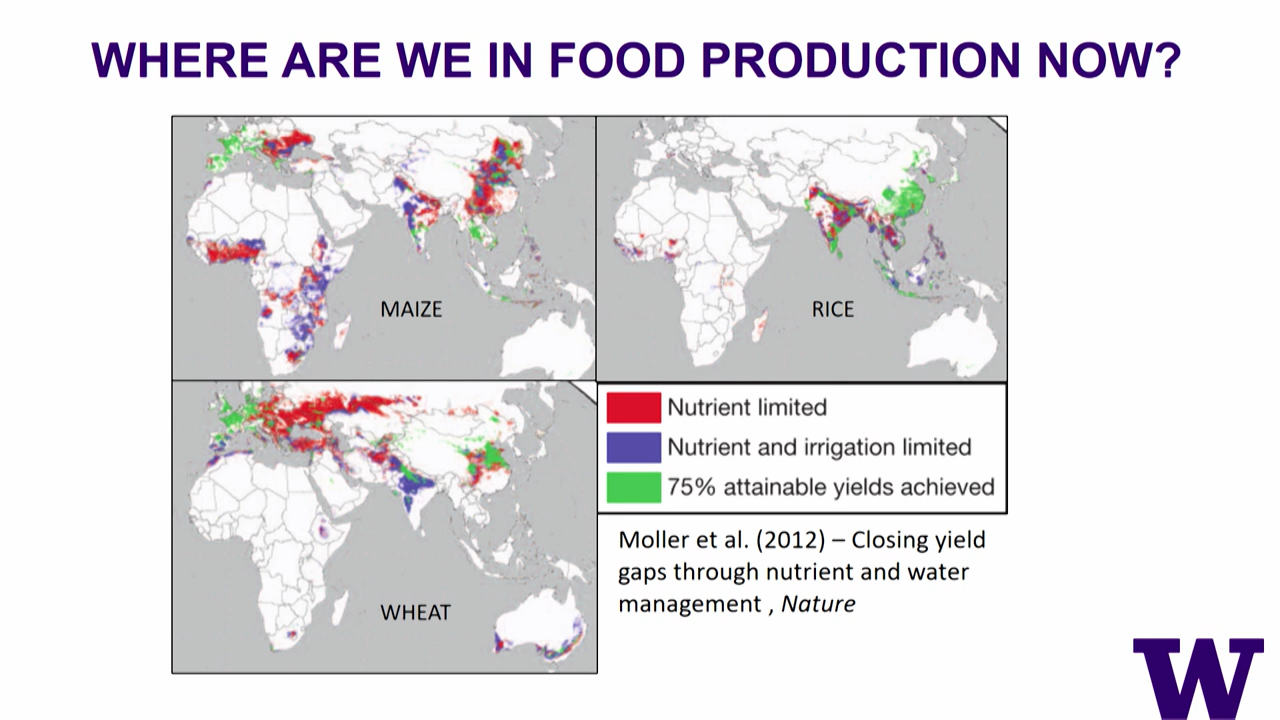 WHERE ARE WE IN FOOD PRODUCTION NOW?
MAIZE
RICE
WHEAT
Nutrient limited
Nutrient and irrigation limited
75% attainable yields achieved
Moller et al. (2012) – Closing yield
gaps through nutrient and water
management , Nature
W